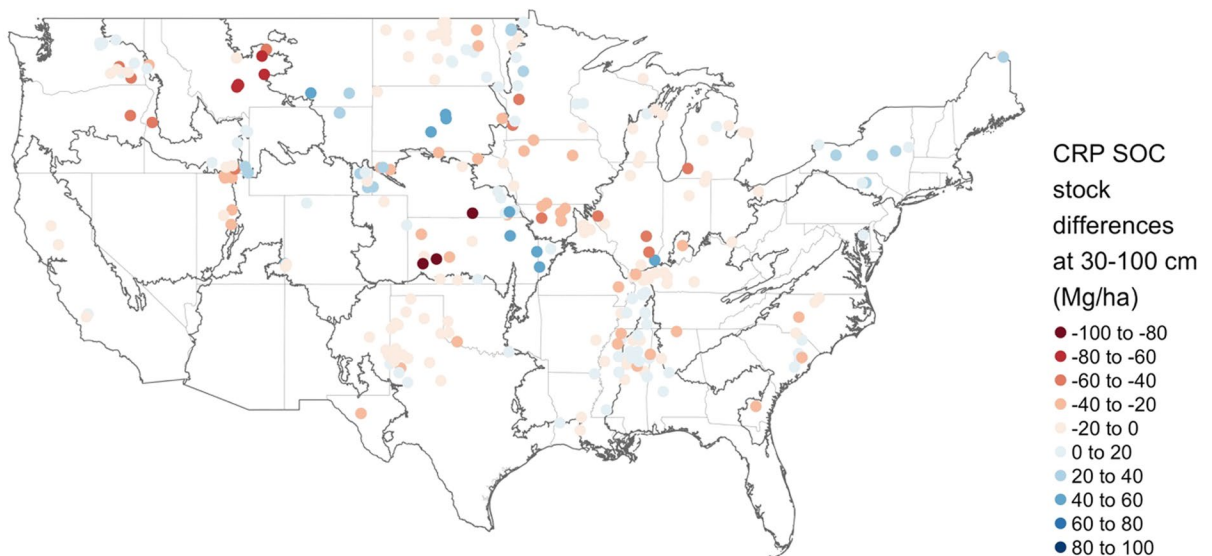 CRP SOC
stock
differences
at 30-100 cm
(Mg/ha)
-100 to -80
-80 to -60
-60 to -40
-40 to -20
-20 to 0
0 to 20
20 to 40
40 to 60
60 to 80
80 to 100